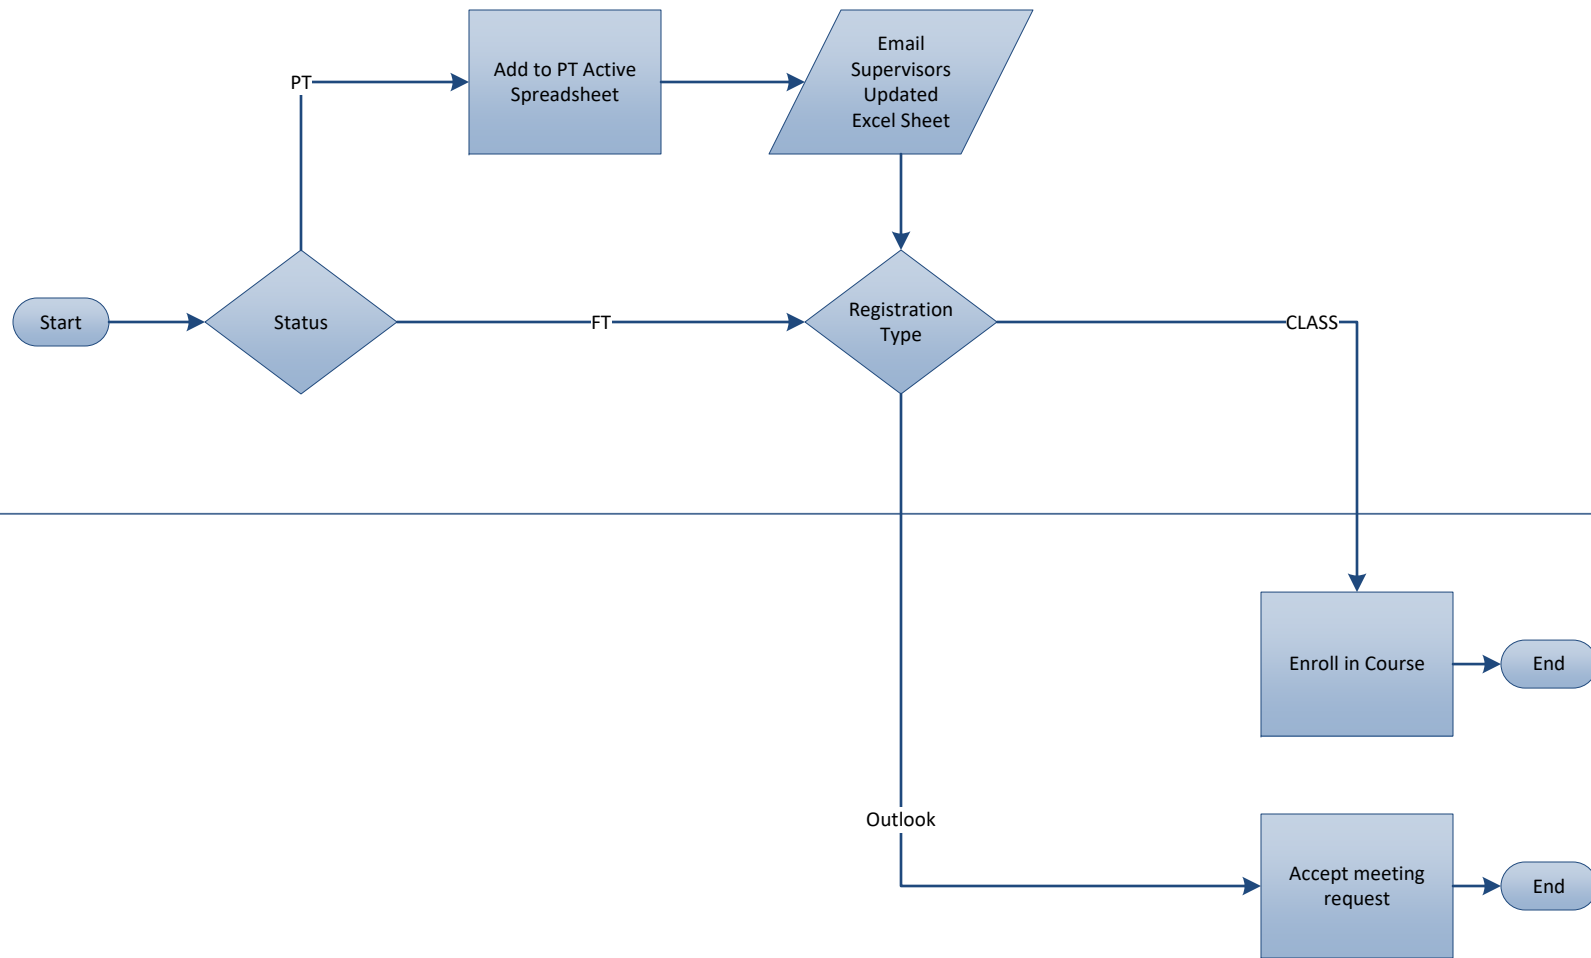 PT
Add to PT Active
Spreadsheet
Email
Supervisors
Updated
Excel Sheet
Start
Status
FT
Registration
Type
CLASS
Enroll in Course
End
Outlook
Accept meeting
request
End